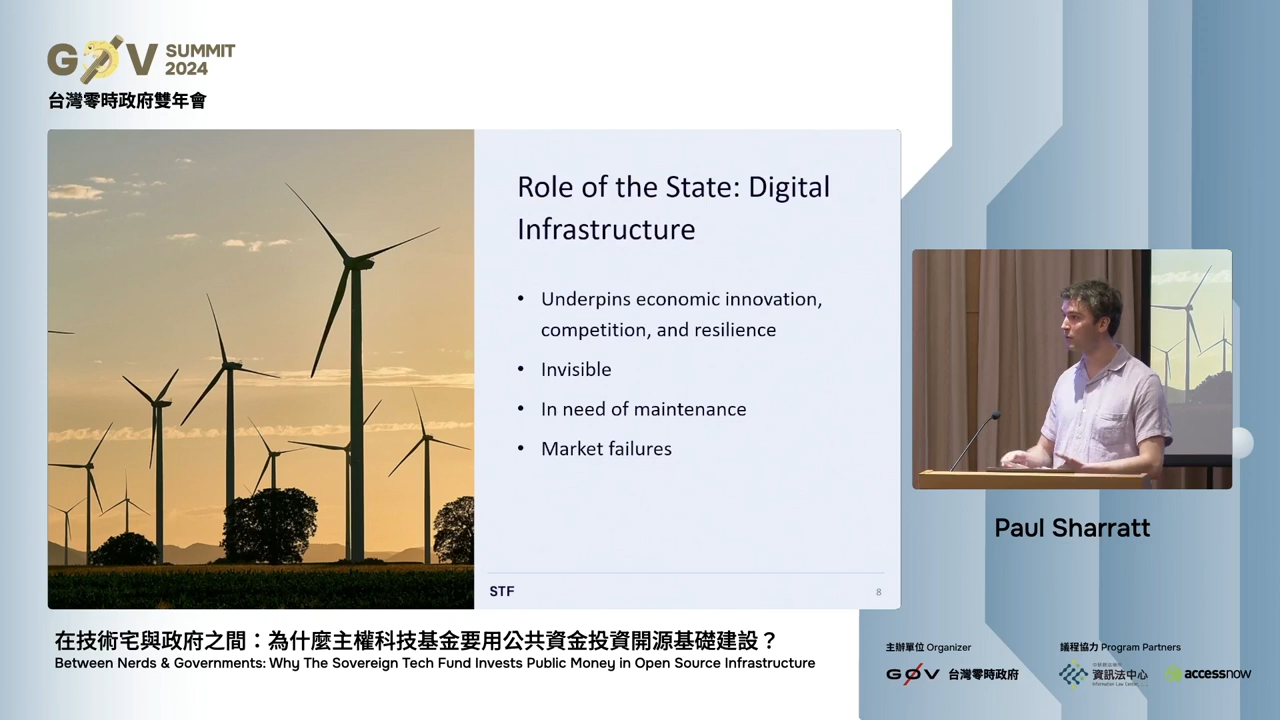 G0V SUMMIT 2024
台灣零時政府雙年會
Role of the State: Digital
Infrastructure
• Underpins economic innovation,
competition, and resilience
• Invisible
• In need of maintenance
• Market failures
STF
8
Paul Sharratt
在技術宅與政府之間：為什麼主權科技基金要用公共資金投資開源基礎建設？
Between Nerds & Governments: Why The Sovereign Tech Fund Invests Public Money in Open Source Infrastructure
主辦單位 Organizer
G0V 台灣零時政府
議程協力 Program Partners
資訊法中心
Information Law Center
accessnow